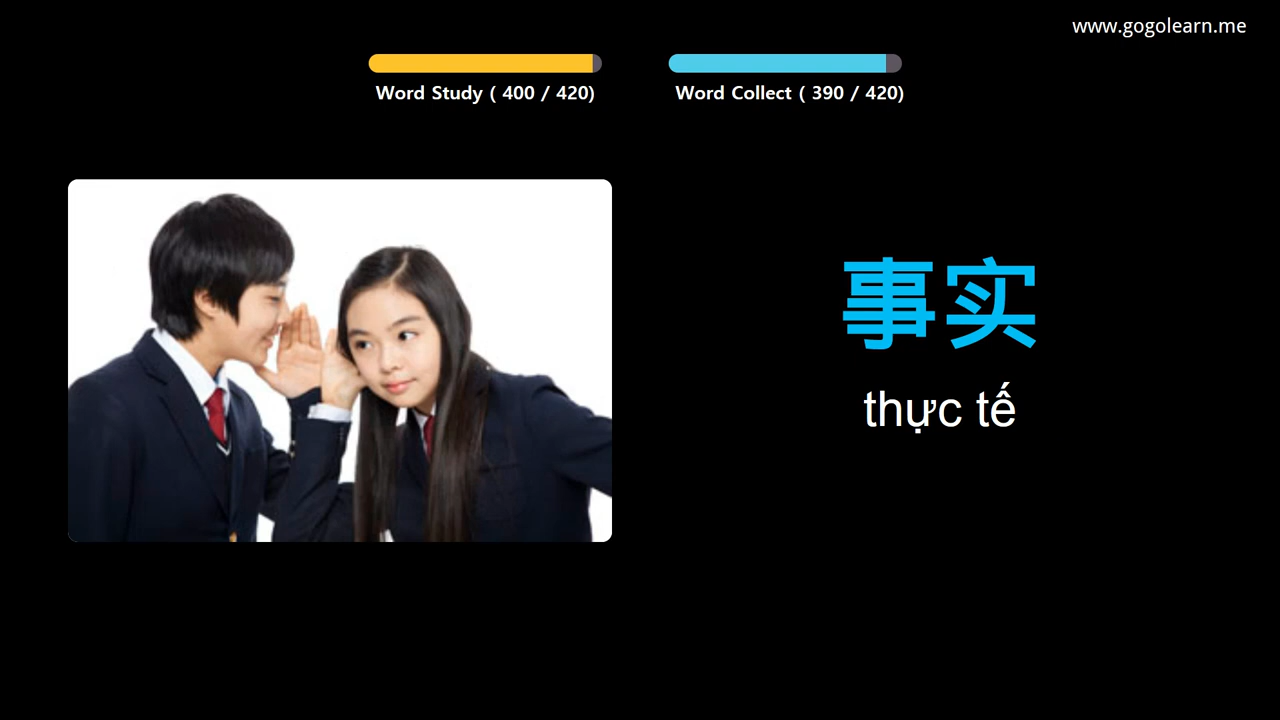 www.gogolearn.me
Word Study ( 400 / 420)
Word Collect ( 390 / 420)
事实
thực tế